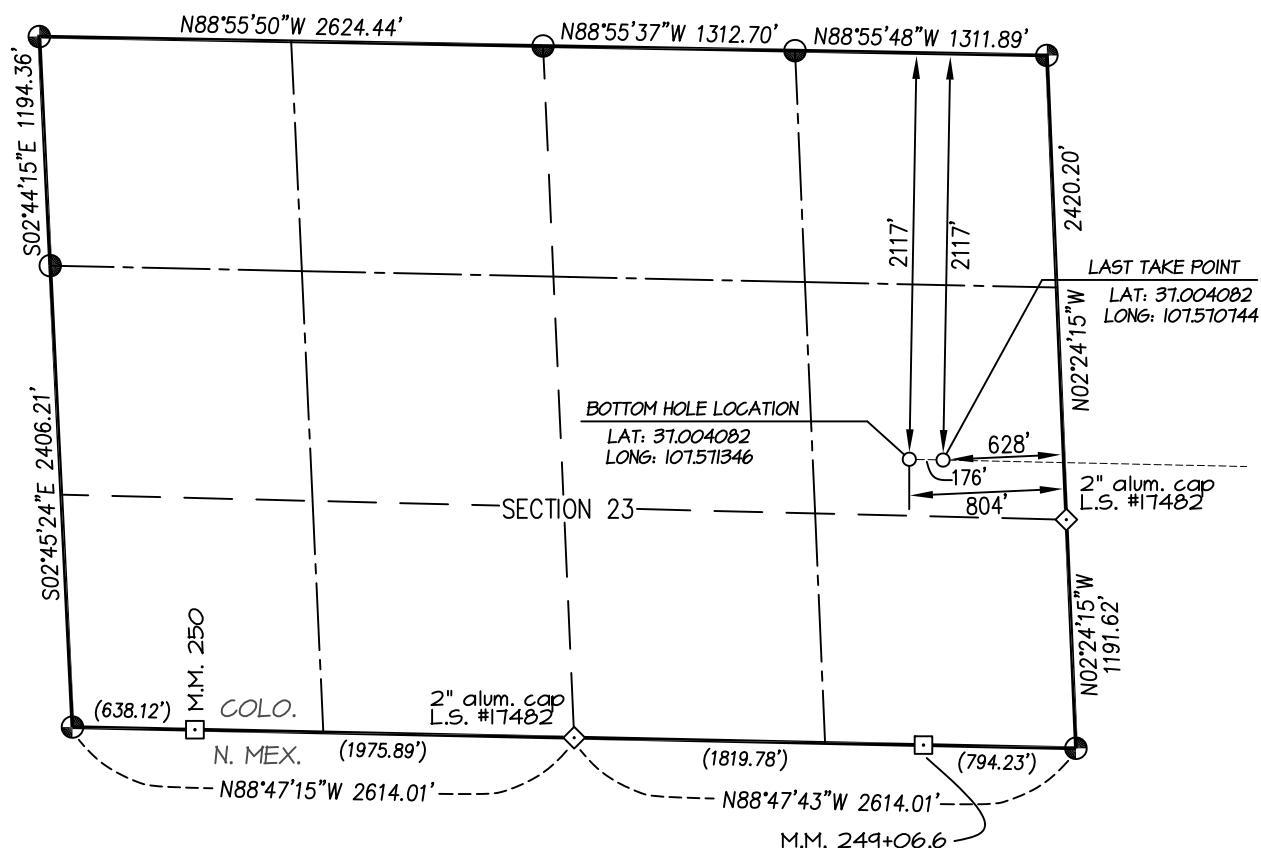 N88°55'50"W 2624.44'
N88°55'37"W 1312.70'
N88°55'48"W 1311.89'
S02°44'15"E 1194.36'
2420.20'
2117'
2117'
LAST TAKE POINT
LAT: 37.004082
LONG: 107.570744
N02°24'15"W
BOTTOM HOLE LOCATION
LAT: 37.004082
LONG: 107.571346
S02°45'24"E 2406.21'
628'
176'
804'
2" alum. cap
L.S. #17482
SECTION 23
N02°24'15"W
1191.62'
M.M. 250
(638.12')
COLO.
N. MEX.
2" alum. cap
L.S. #17482
(1975.89')
(1819.78')
(794.23')
N88°47'15"W 2614.01'
N88°47'43"W 2614.01'
M.M. 249+06.6